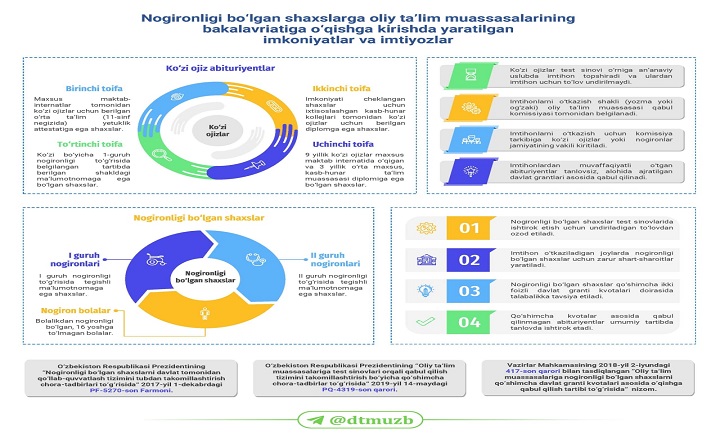 Nogironligi bo‘lgan shaxslarga oliy ta’lim muassasalarining
bakalavriatiga o‘qishga kirishda yaratilgan
imkoniyatlar va imtiyozlar
Ko‘zi ojiz abituriyentlar
Birinchi toifa
Maxsus maktab-
internatlar tomonidan
ko‘zi ojizlar uchun berilgan
o‘rta ta’lim (11-sinf
negizida) yetuklik
attestatiga ega shaxslar.
Ikkinchi toifa
Imkoniyati cheklangan
shaxslar uchun
ixtisoslashgan kasb-hunar
kollejlari tomonidan ko‘zi
ojizlar uchun berilgan
diplomga ega shaxslar.
Ko‘zi
ojizlar
To‘rtinchi toifa
Ko‘zi bo‘yicha 1-guruh
nogironligi to‘g‘risida
belgilangan tartibda
berilgan shakldagi
ma’lumotnomaga ega
bo‘lgan shaxslar.
Uchinchi toifa
9 yillik ko‘zi ojizlar maxsus
maktab internatida o‘qigan
va 3 yillik o‘rta maxsus,
kasb-hunar ta’lim
muassasasi diplomiga ega
bo‘lgan shaxslar.
Ko‘zi ojizlar test sinovi o‘rniga an’anaviy
uslubda imtihon topshiradi va ulardan
imtihon uchun to‘lov undirilmaydi.
Imtihonlarni o‘tkazish shakli (yozma yoki
og‘zaki) oliy ta’lim muassasasi qabul
komissiyasi tomonidan belgilanadi.
Imtihonlarni o‘tkazish uchun komissiya
tarkibiga ko‘zi ojizlar yoki nogironlar
jamiyatining vakili kiritiladi.
Imtihonlardan muvaffaqiyatli o‘tgan
abituriyentlar tanlovsiz, alohida ajratilgan
davlat grantlari asosida qabul qilinadi.
Nogironligi bo‘lgan shaxslar
I guruh
nogironlari
I guruh nogironligi
to‘g‘risida tegishli
ma’lumotnomaga
ega shaxslar.
II guruh
nogironlari
II guruh nogironligi
to‘g‘risida tegishli
ma’lumotnomaga
ega shaxslar.
Nogironligi
bo‘lgan shaxslar
Nogiron bolalar
Bolalikdan nogironligi
bo‘lgan, 16 yoshga
to‘lmagan bolalar.
01
Nogironligi bo‘lgan shaxslar test sinovlarida
ishtirok etish uchun undiriladigan to‘lovdan
ozod etiladi.
02
Imtihon o‘tkaziladigan joylarda nogironligi
bo‘lgan shaxslar uchun zarur shart-sharoitlar
yaratiladi.
03
Nogironligi bo‘lgan shaxslar qo‘shimcha ikki
foizli davlat granti kvotalari doirasida
talabalikka tavsiya etiladi.
04
Qo‘shimcha kvotalar asosida qabul
qilinmagan abituriyentlar umumiy tartibda
tanlovda ishtirok etadi.
O‘zbekiston Respublikasi Prezidentining
“Nogironligi bo‘lgan shaxslarni davlat tomonidan
qo‘llab-quvvatlash tizimini tubdan takomillashtirish
chora-tadbirlari to‘g‘risida” 2017-yil 1-dekabrdagi
PF-5270-son Farmoni.
O‘zbekiston Respublikasi Prezidentining “Oliy ta’lim
muassasalariga test sinovlari orqali qabul qilish
tizimini takomillashtirish bo‘yicha qo‘shimcha
chora-tadbirlar to‘g‘risida” 2019-yil 14-maydagi
PQ-4319-son qarori.
Vazirlar Mahkamasining 2018-yil 2-iyundagi
417-son qarori bilan tasdiqlangan “Oliy ta’lim
muassasalariga nogironligi bo‘lgan shaxslarni
qo‘shimcha davlat granti kvotalari asosida o‘qishga
qabul qilish tartibi to‘g‘risida” nizom.
@dtmuzb